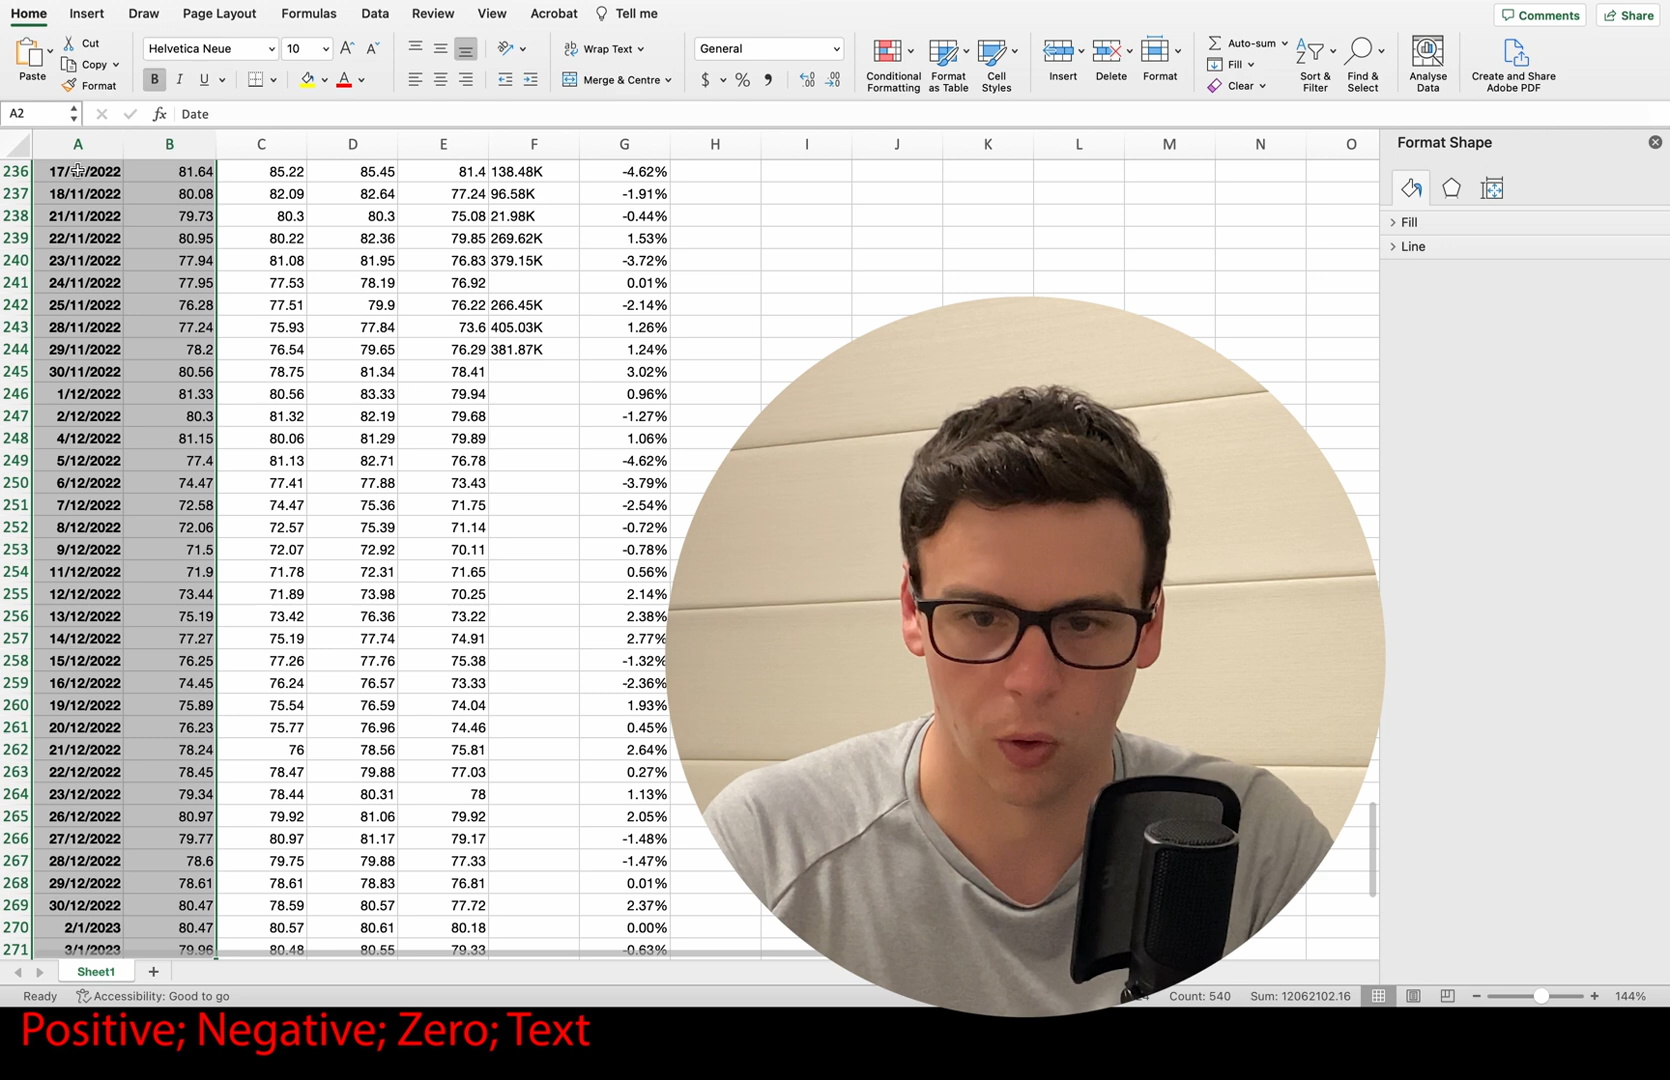 Home Insert Draw Page Layout Formulas Data Review View Acrobat Tell me Comments Share
Paste Cut Copy Format
Helvetica Neue 10 A A
B I U A
ab Wrap Text
Merge & Centre
General
$ %
Conditional Formatting
Format as Table
Cell Styles
Insert Delete Format
Auto-sum
Fill
Clear
Sort & Filter
Find & Select
Analyse Data
Create and Share Adobe PDF
A2 fx Date
Format Shape
Fill
Line
A B C D E F G H I J K L M N O
236 81.64 85.22 85.45 81.4 138.48K -4.62%
237 18/11/2022 80.08 82.09 82.64 77.24 96.58K -1.91%
238 21/11/2022 79.73 80.3 80.3 75.08 21.98K -0.44%
239 22/11/2022 80.95 80.22 82.36 79.85 269.62K 1.53%
240 23/11/2022 77.94 81.08 81.95 76.83 379.15K -3.72%
241 24/11/2022 77.95 77.53 78.19 76.92 0.01%
242 25/11/2022 76.28 77.51 79.9 76.22 266.45K -2.14%
243 28/11/2022 77.24 75.93 77.84 73.6 405.03K 1.26%
244 29/11/2022 78.2 76.54 79.65 76.29 381.87K 1.24%
245 30/11/2022 80.56 78.75 81.34 78.41 3.02%
246 1/12/2022 81.33 80.56 83.33 79.94 0.96%
247 2/12/2022 80.3 81.32 82.19 79.68 -1.27%
248 4/12/2022 81.15 80.06 81.29 79.89 1.06%
249 5/12/2022 77.4 81.13 82.71 76.78 -4.62%
250 6/12/2022 74.47 77.41 77.88 73.43 -3.79%
251 7/12/2022 72.58 74.47 75.36 71.75 -2.54%
252 8/12/2022 72.06 72.57 75.39 71.14 -0.72%
253 9/12/2022 71.5 72.07 72.92 70.11 -0.78%
254 11/12/2022 71.9 71.78 72.31 71.65 0.56%
255 12/12/2022 73.44 71.89 73.98 70.25 2.14%
256 13/12/2022 75.19 73.42 76.36 73.22 2.38%
257 14/12/2022 77.27 75.19 77.74 74.91 2.77%
258 15/12/2022 76.25 77.26 77.76 75.38 -1.32%
259 16/12/2022 74.45 76.24 76.57 73.33 -2.36%
260 19/12/2022 75.89 75.54 76.59 74.04 1.93%
261 20/12/2022 76.23 75.77 76.96 74.46 0.45%
262 21/12/2022 78.24 76 78.56 75.81 2.64%
263 22/12/2022 78.45 78.47 79.88 77.03 0.27%
264 23/12/2022 79.34 78.44 80.31 78 1.13%
265 26/12/2022 80.97 79.92 81.06 79.92 2.05%
266 27/12/2022 79.77 80.97 81.17 79.17 -1.48%
267 28/12/2022 78.6 79.75 79.88 77.33 -1.47%
268 29/12/2022 78.61 78.61 78.83 76.81 0.01%
269 30/12/2022 80.47 78.59 80.57 77.72 2.37%
270 2/1/2023 80.47 80.57 80.61 80.18 0.00%
271 3/1/2023 79.96 80.48 80.55 79.33 -0.63%
Sheet1
Ready Accessibility: Good to go Count: 540 Sum: 12062102.16 144%
Positive; Negative; Zero; Text